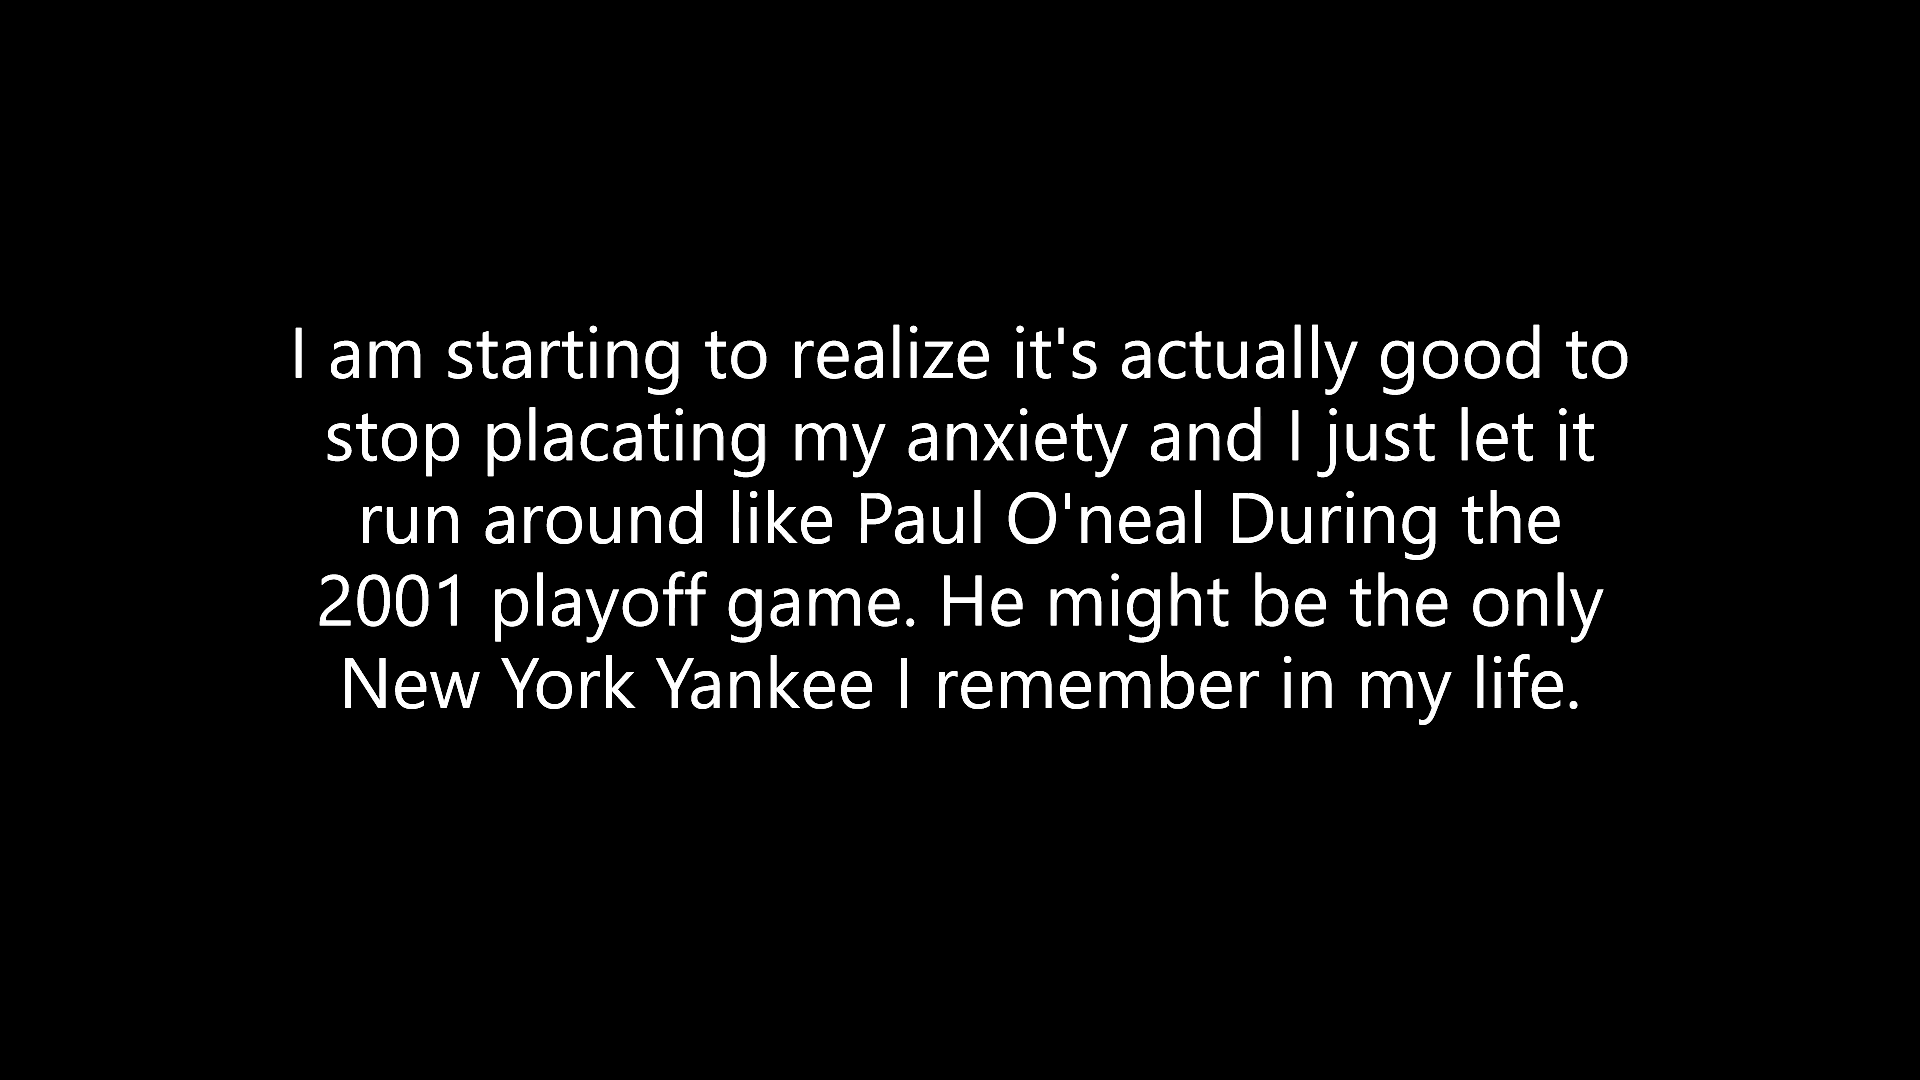 I am starting to realize it's actually good to
stop placating my anxiety and I just let it
run around like Paul O'neal During the
2001 playoff game. He might be the only
New York Yankee I remember in my life.